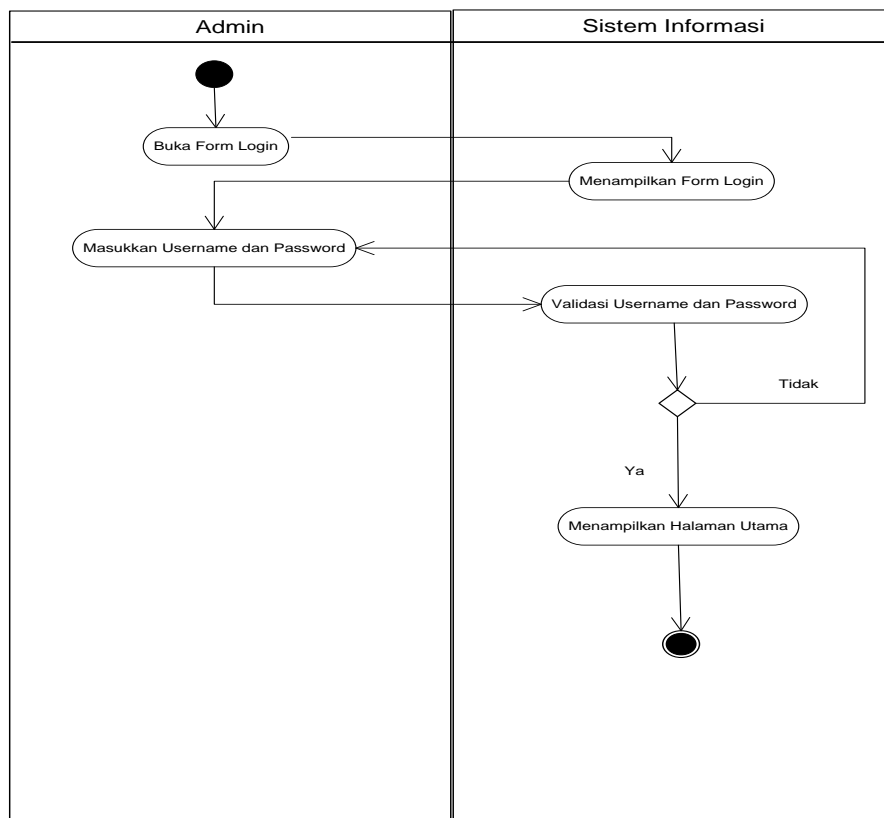 Admin
Sistem Informasi
Buka Form Login
Menampilkan Form Login
Masukkan Username dan Password
Validasi Username dan Password
Tidak
Ya
Menampilkan Halaman Utama